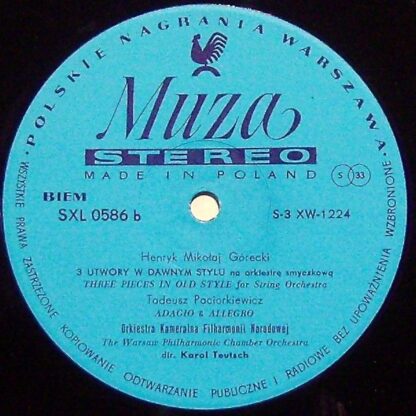 · POLSKIE NAGRANIA WARSZAWA ·
Muza
STEREO
MADE IN POLAND
S 33
BIEM
SXL 0586 b
S-3 XW-1224
Henryk Mikołaj Górecki
3 UTWORY W DAWNYM STYLU na orkiestrę smyczkową
THREE PIECES IN OLD STYLE for String Orchestra
Tadeusz Paciorkiewicz
ADAGIO & ALLEGRO
Orkiestra Kameralna Filharmonii Narodowej
The Warsaw Philharmonic Chamber Orchestra
dir. Karol Teutsch
WSZYSTKIE PRAWA ZASTRZEŻONE KOPIOWANIE ODTWARZANIE PUBLICZNE I RADIOWE BEZ UPOWAŻNIENIA WZBRONIONE